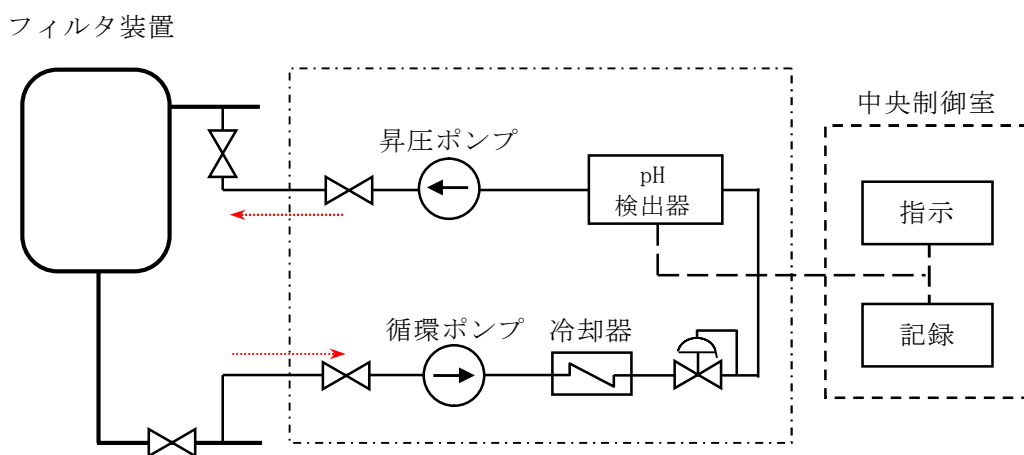 フィルタ装置
中央制御室
昇圧ポンプ
pH
検出器
指示
循環ポンプ
冷却器
記録